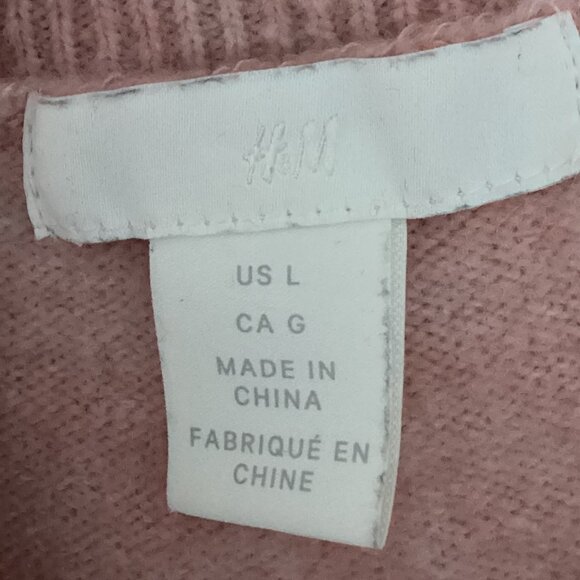 H&M
US L
CA G
MADE IN
CHINA
FABRIQUÉ EN
CHINE